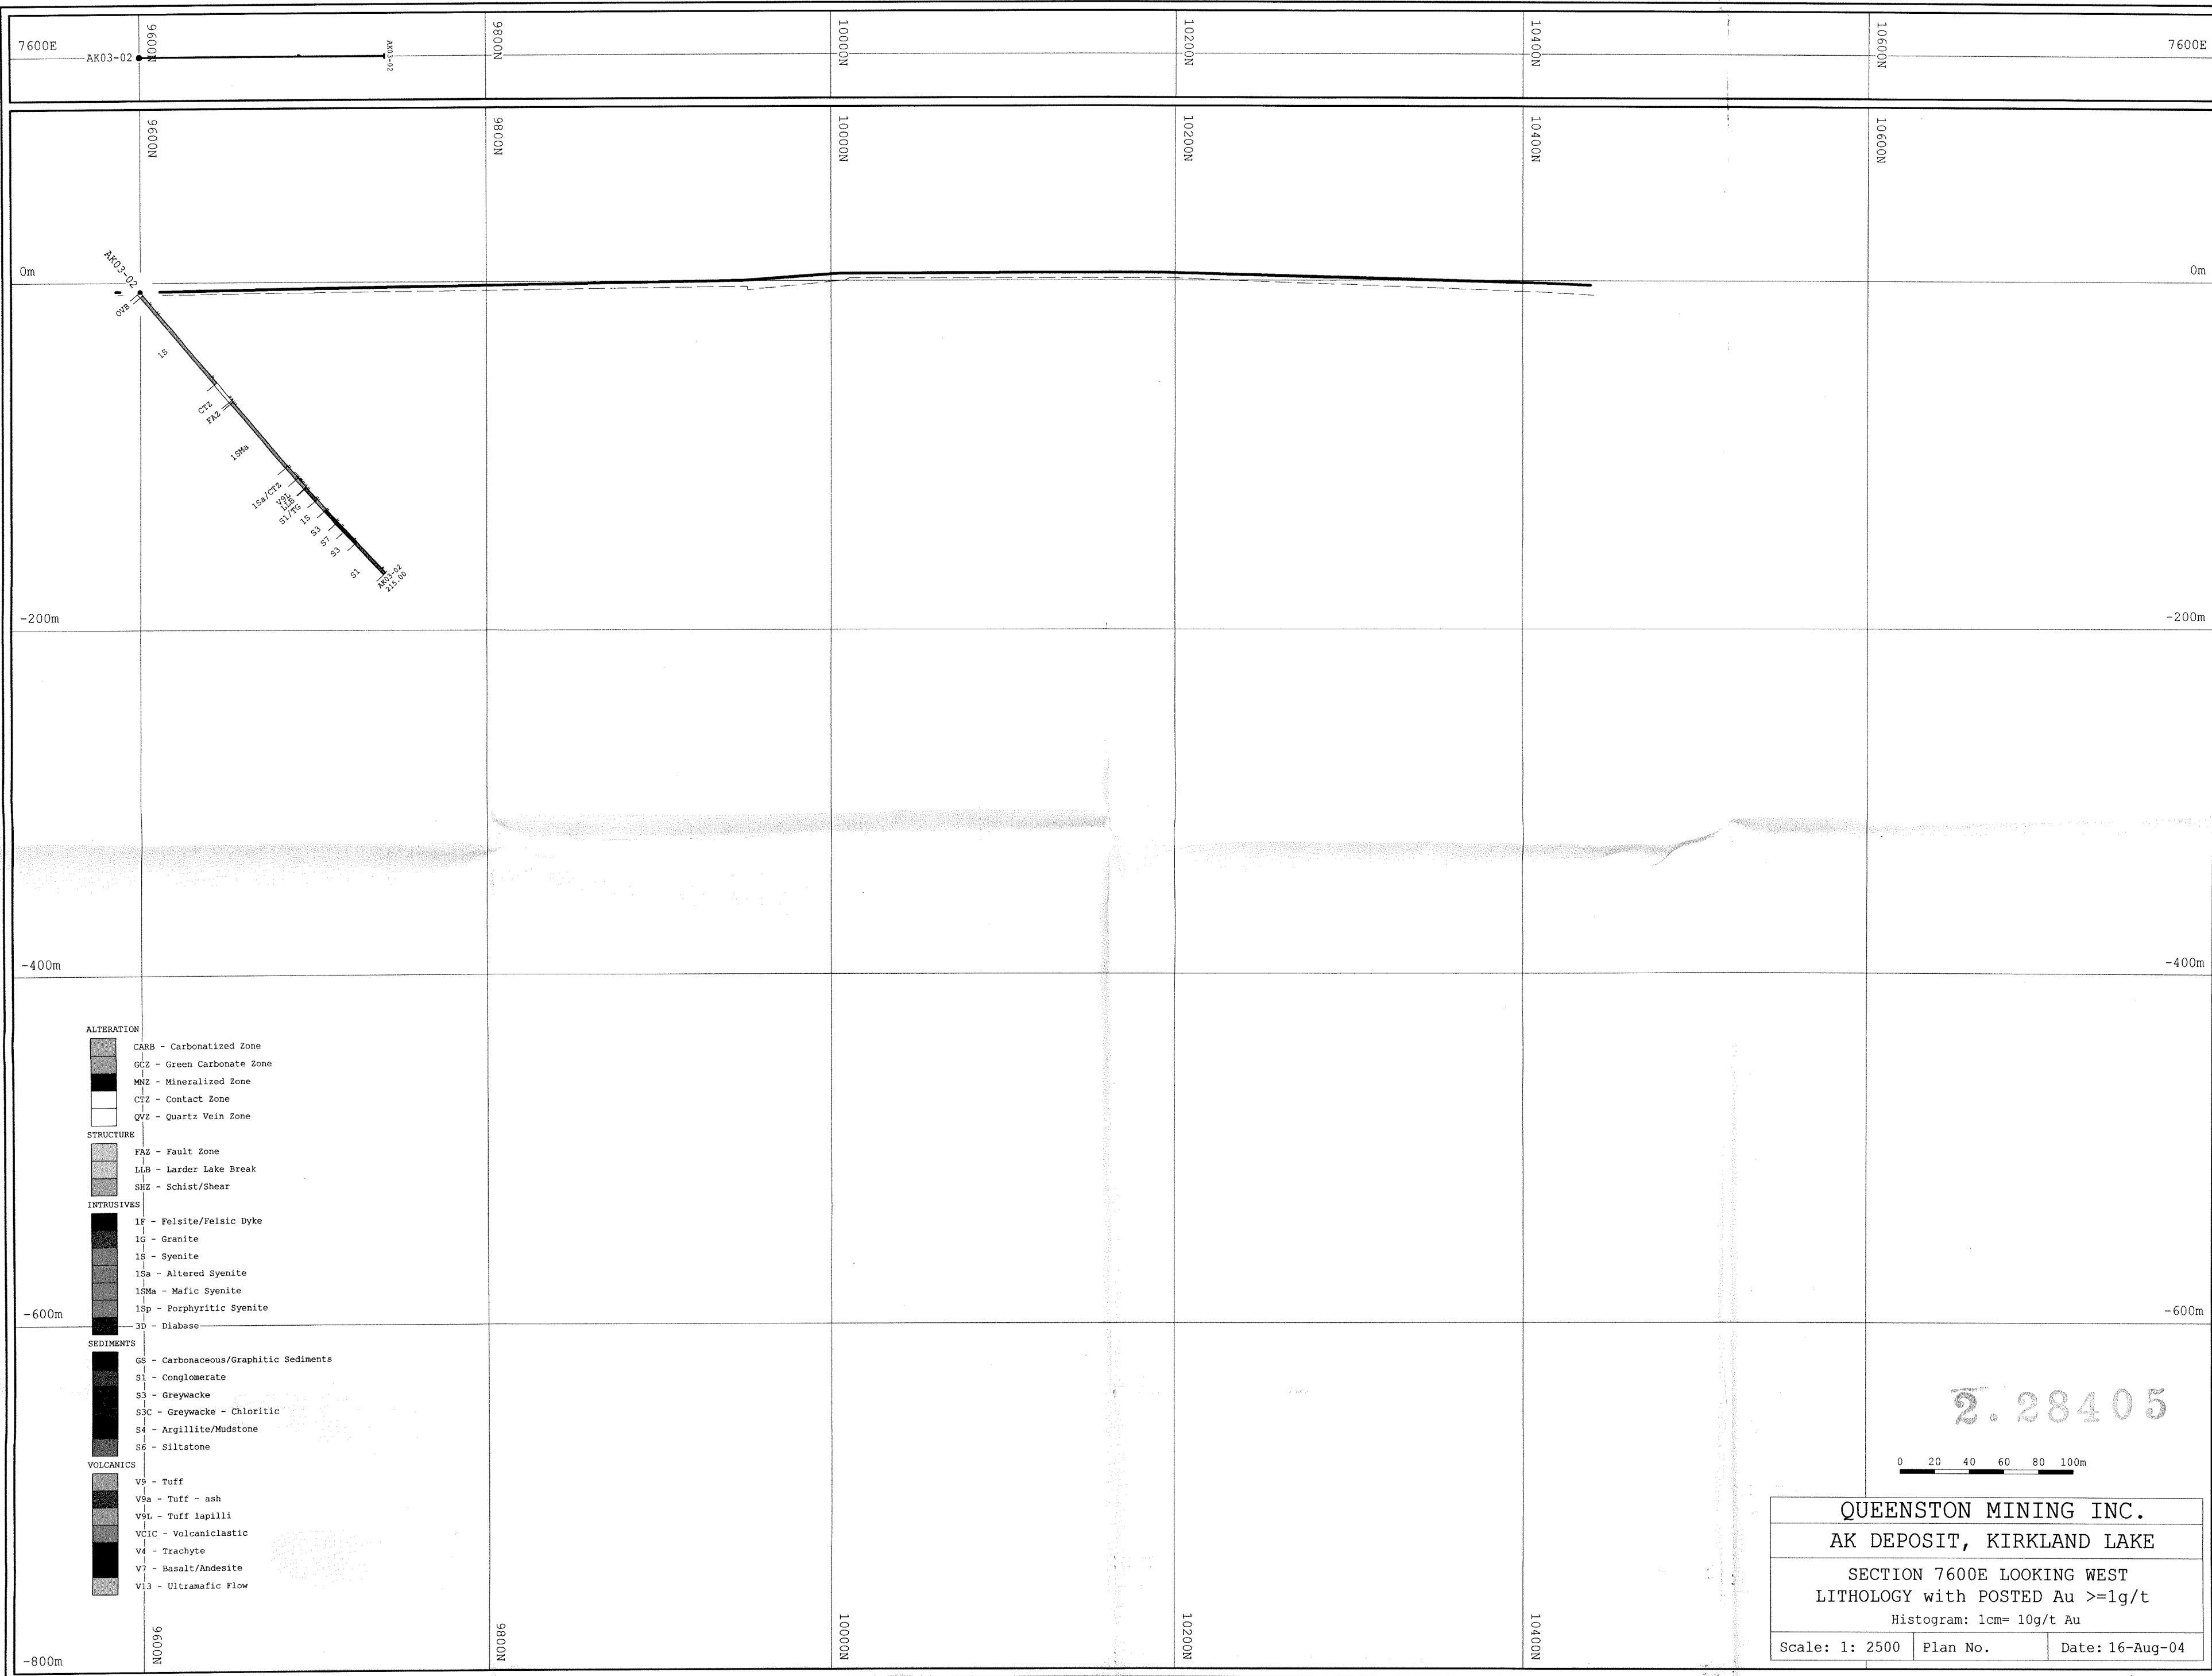 7600E
AK03-02
9600N
AK03-02
9800N
10000N
10200N
10400N
10600N
7600E
9600N
9800N
10000N
10200N
10400N
10600N
0m
0m
AK03-02
OVB
1S
CTZ
FAZ
1SMa
1Sa/CTZ
V9L
LLB
S1/TG
1S
S3
S7
S3
S1
AK03-02
215.00
-200m
-200m
-400m
-400m
ALTERATION
CARB - Carbonatized Zone
GCZ - Green Carbonate Zone
MNZ - Mineralized Zone
CTZ - Contact Zone
QVZ - Quartz Vein Zone
STRUCTURE
FAZ - Fault Zone
LLB - Larder Lake Break
SHZ - Schist/Shear
INTRUSIVES
1F - Felsite/Felsic Dyke
1G - Granite
1S - Syenite
1Sa - Altered Syenite
1SMa - Mafic Syenite
1Sp - Porphyritic Syenite
3D - Diabase
-600m
-600m
SEDIMENTS
GS - Carbonaceous/Graphitic Sediments
S1 - Conglomerate
S3 - Greywacke
S3C - Greywacke - Chloritic
S4 - Argillite/Mudstone
S6 - Siltstone
VOLCANICS
V9 - Tuff
V9a - Tuff - ash
V9L - Tuff lapilli
VCIC - Volcaniclastic
V4 - Trachyte
V7 - Basalt/Andesite
V13 - Ultramafic Flow
2.28405
0 20 40 60 80 100m
QUEENSTON MINING INC.
AK DEPOSIT, KIRKLAND LAKE
SECTION 7600E LOOKING WEST
LITHOLOGY with POSTED Au >=1g/t
Histogram: 1cm= 10g/t Au
Scale: 1: 2500 Plan No. Date: 16-Aug-04
9600N
9800N
10000N
10200N
10400N
-800m